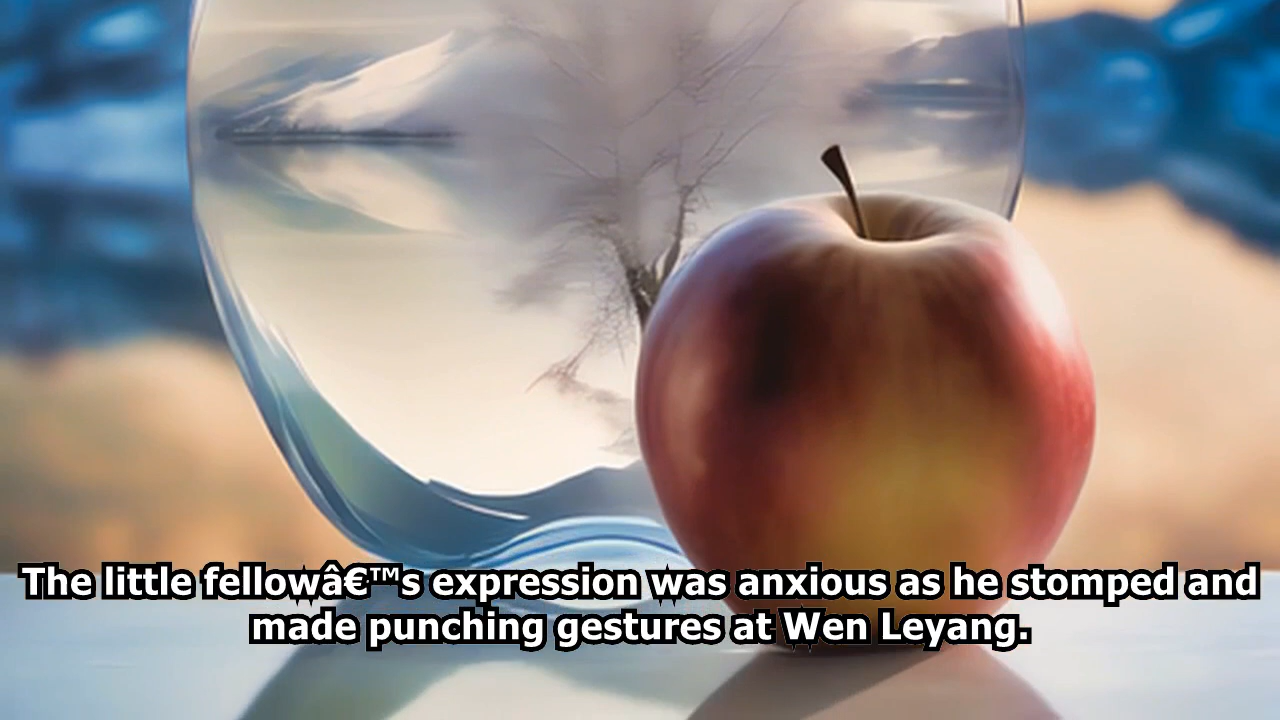 The little fellowâ€™s expression was anxious as he stomped and
made punching gestures at Wen Leyang.